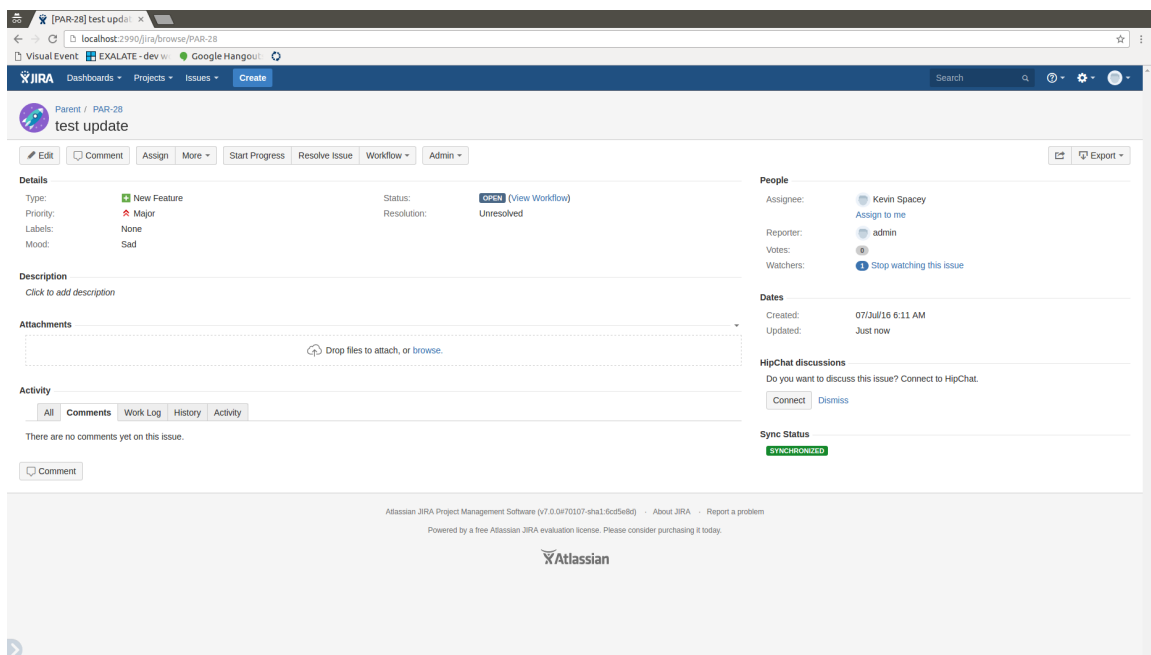 [PAR-28] test updat
localhost:2990/jira/browse/PAR-28
Visual Event EXALATE - dev w Google Hangout
JIRA Dashboards Projects Issues Create Search
Parent / PAR-28
test update
Edit Comment Assign More Start Progress Resolve Issue Workflow Admin Export
Details
Type: New Feature
Priority: Major
Labels: None
Mood: Sad
Status: OPEN (View Workflow)
Resolution: Unresolved
Description
Click to add description
Attachments
Drop files to attach, or browse.
Activity
All Comments Work Log History Activity
There are no comments yet on this issue.
Comment
People
Assignee: Kevin Spacey
Assign to me
Reporter: admin
Votes: 0
Watchers: 1 Stop watching this issue
Dates
Created: 07/Jul/16 6:11 AM
Updated: Just now
HipChat discussions
Do you want to discuss this issue? Connect to HipChat.
Connect Dismiss
Sync Status
SYNCHRONIZED
Atlassian JIRA Project Management Software (v7.0.0#70107-sha1:6cd5e8d) · About JIRA · Report a problem
Powered by a free Atlassian JIRA evaluation license. Please consider purchasing it today.
Atlassian